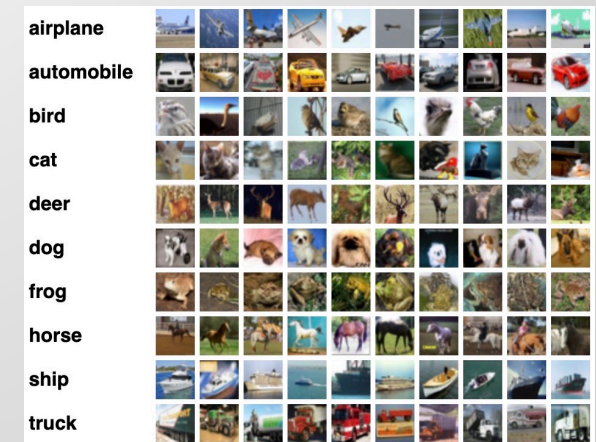 airplane
automobile
bird
cat
deer
dog
frog
horse
ship
truck